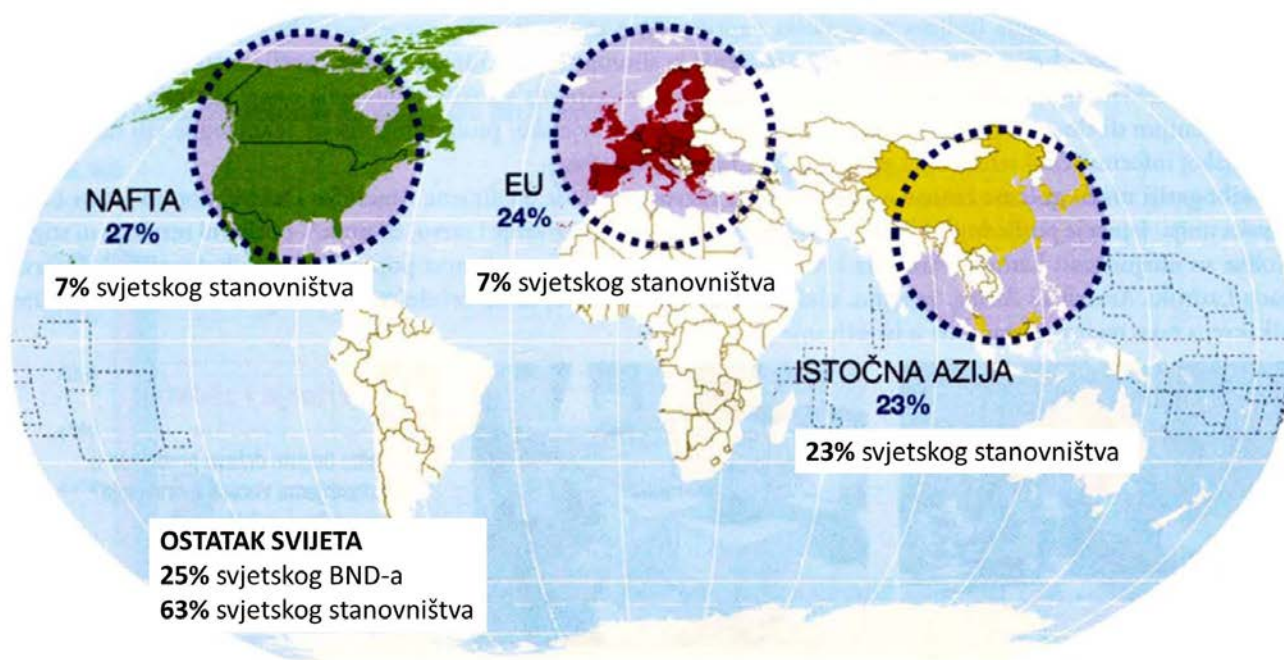 NAFTA
27%
7% svjetskog stanovništva
EU
24%
7% svjetskog stanovništva
ISTOČNA AZIJA
23%
23% svjetskog stanovništva
OSTATAK SVIJETA
25% svjetskog BND-a
63% svjetskog stanovništva